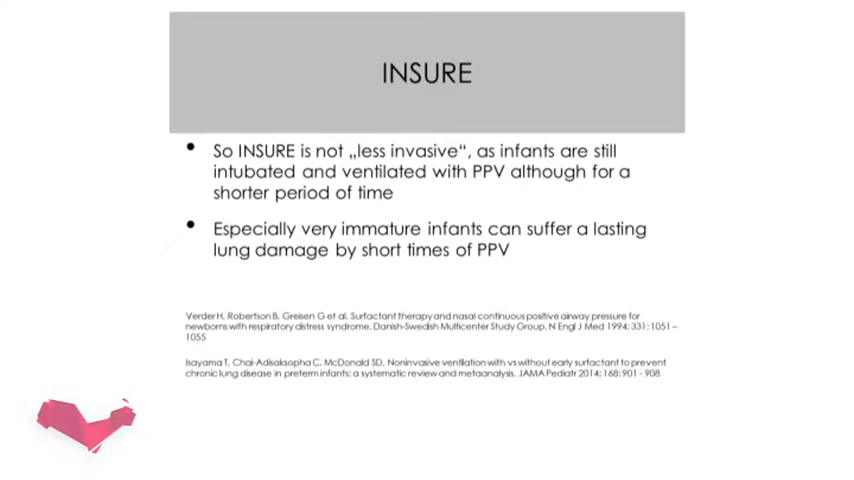 INSURE
• So INSURE is not „less invasive“, as infants are still
intubated and ventilated with PPV although for a
shorter period of time
• Especially very immature infants can suffer a lasting
lung damage by short times of PPV
Verder H, Robertson B, Greisen G et al. Surfactant therapy and nasal continuous positive airway pressure for
newborns with respiratory distress syndrome. Danish-Swedish Multicenter Study Group. N Engl J Med 1994; 331: 1051 –
1055
Isayama T, Chai-Adisaksopha C, McDonald SD. Noninvasive ventilation with vs without early surfactant to prevent
chronic lung disease in preterm infants: a systematic review and metaanalysis. JAMA Pediatr 2014; 168: 901 - 908